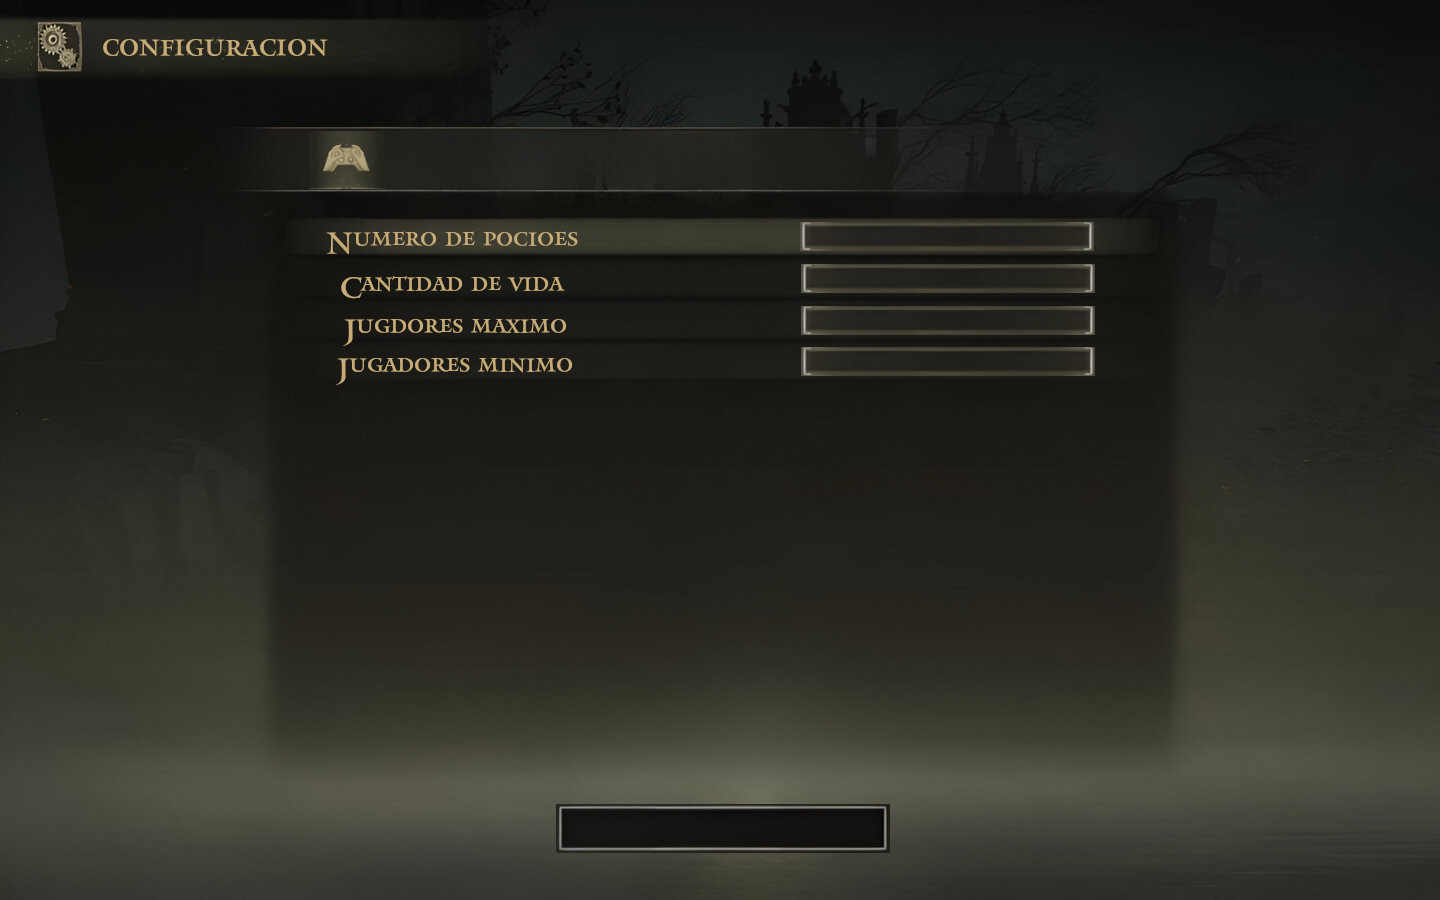 CONFIGURACION
NUMERO DE POCIOES
CANTIDAD DE VIDA
JUGDORES MAXIMO
JUGADORES MINIMO